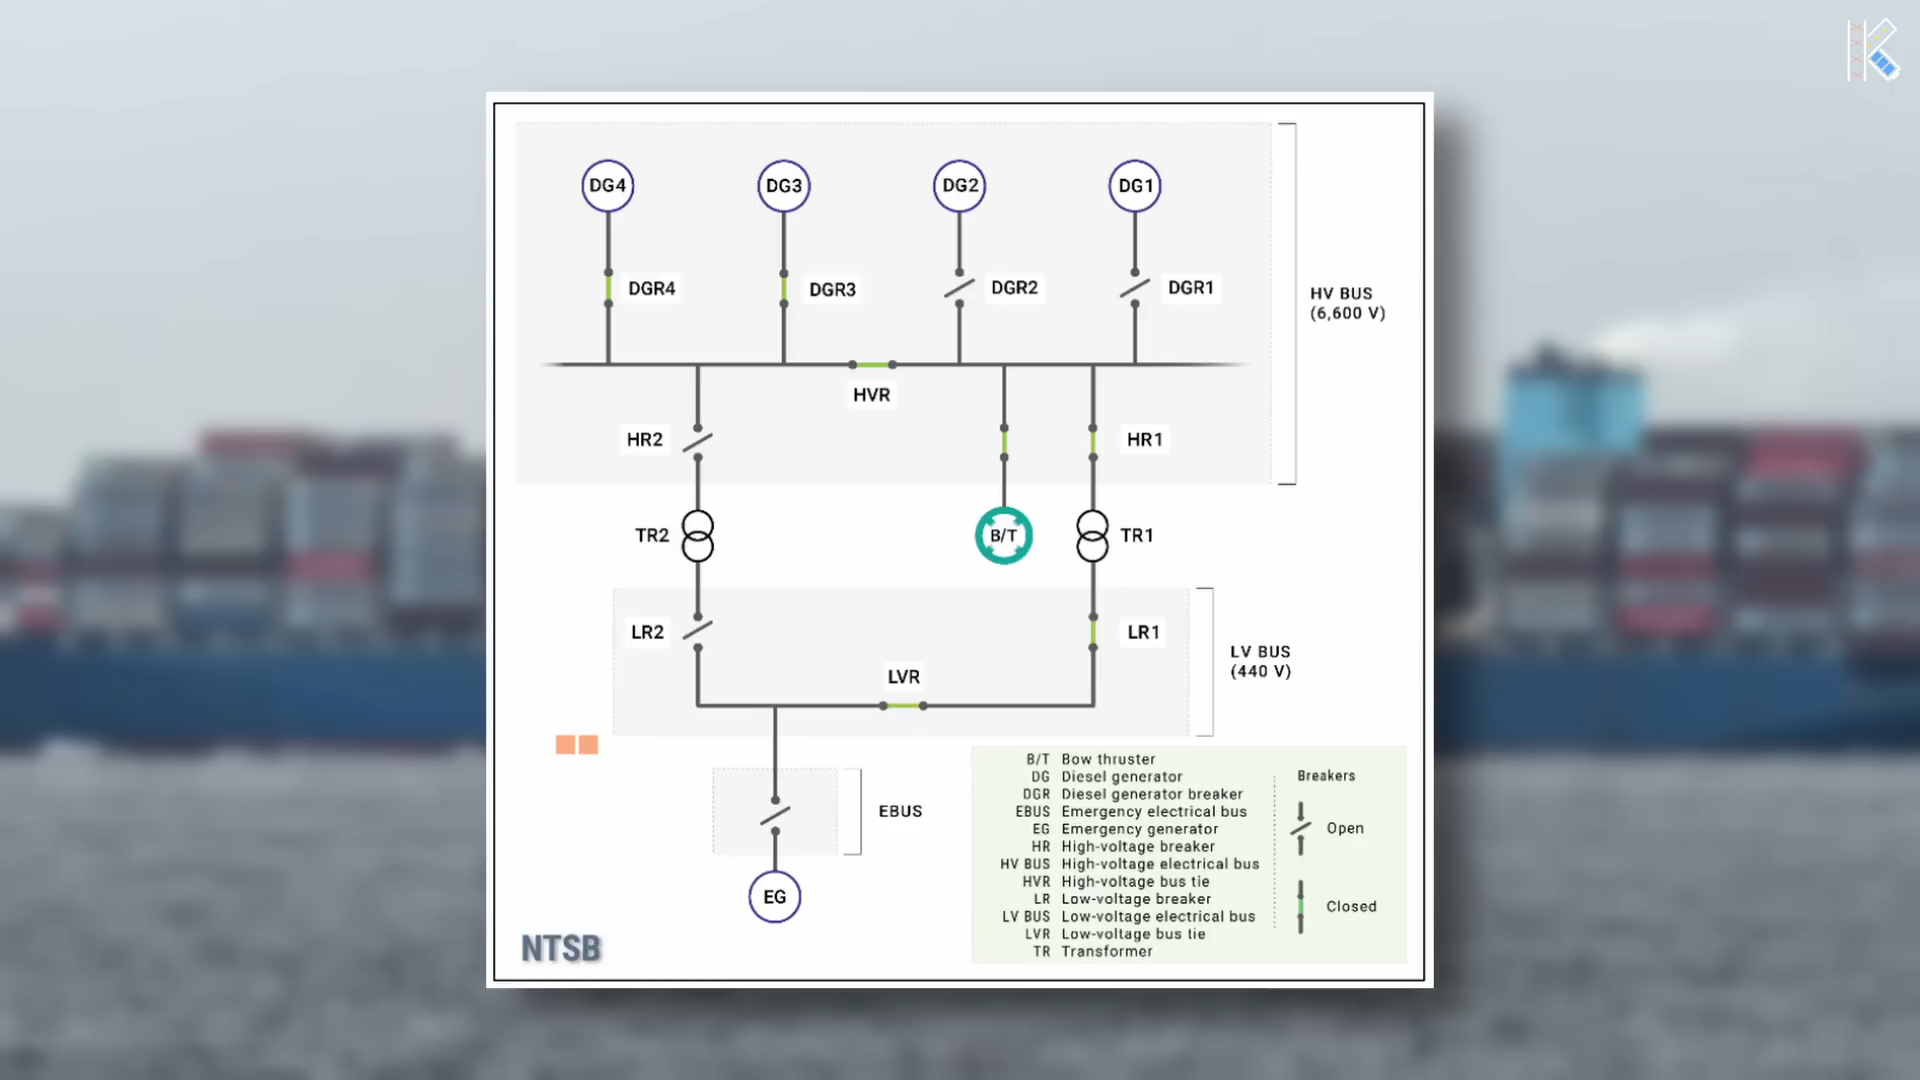 DG4 DG3 DG2 DG1
DGR4 DGR3 DGR2 DGR1
HV BUS
(6,600 V)
HVR
HR2 HR1
TR2 B/T TR1
LR2 LR1
LV BUS
(440 V)
LVR
EBUS
EG
NTSB
B/T Bow thruster
DG Diesel generator
DGR Diesel generator breaker
EBUS Emergency electrical bus
EG Emergency generator
HR High-voltage breaker
HV BUS High-voltage electrical bus
HVR High-voltage bus tie
LR Low-voltage breaker
LV BUS Low-voltage electrical bus
LVR Low-voltage bus tie
TR Transformer
Breakers
Open
Closed